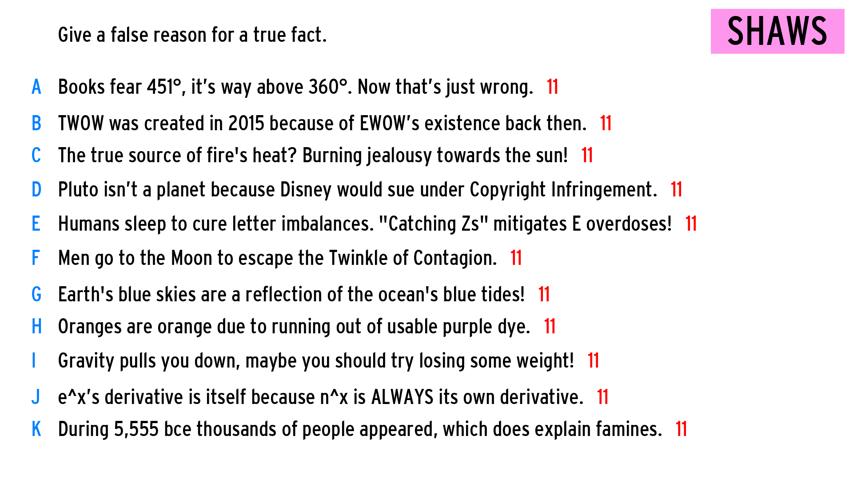 Give a false reason for a true fact.
SHAWS
A Books fear 451°, it's way above 360°. Now that's just wrong. 11
B TWOW was created in 2015 because of EWOW's existence back then. 11
C The true source of fire's heat? Burning jealousy towards the sun! 11
D Pluto isn't a planet because Disney would sue under Copyright Infringement. 11
E Humans sleep to cure letter imbalances. "Catching Zs" mitigates E overdoses! 11
F Men go to the Moon to escape the Twinkle of Contagion. 11
G Earth's blue skies are a reflection of the ocean's blue tides! 11
H Oranges are orange due to running out of usable purple dye. 11
I Gravity pulls you down, maybe you should try losing some weight! 11
J e^x's derivative is itself because n^x is ALWAYS its own derivative. 11
K During 5,555 bce thousands of people appeared, which does explain famines. 11